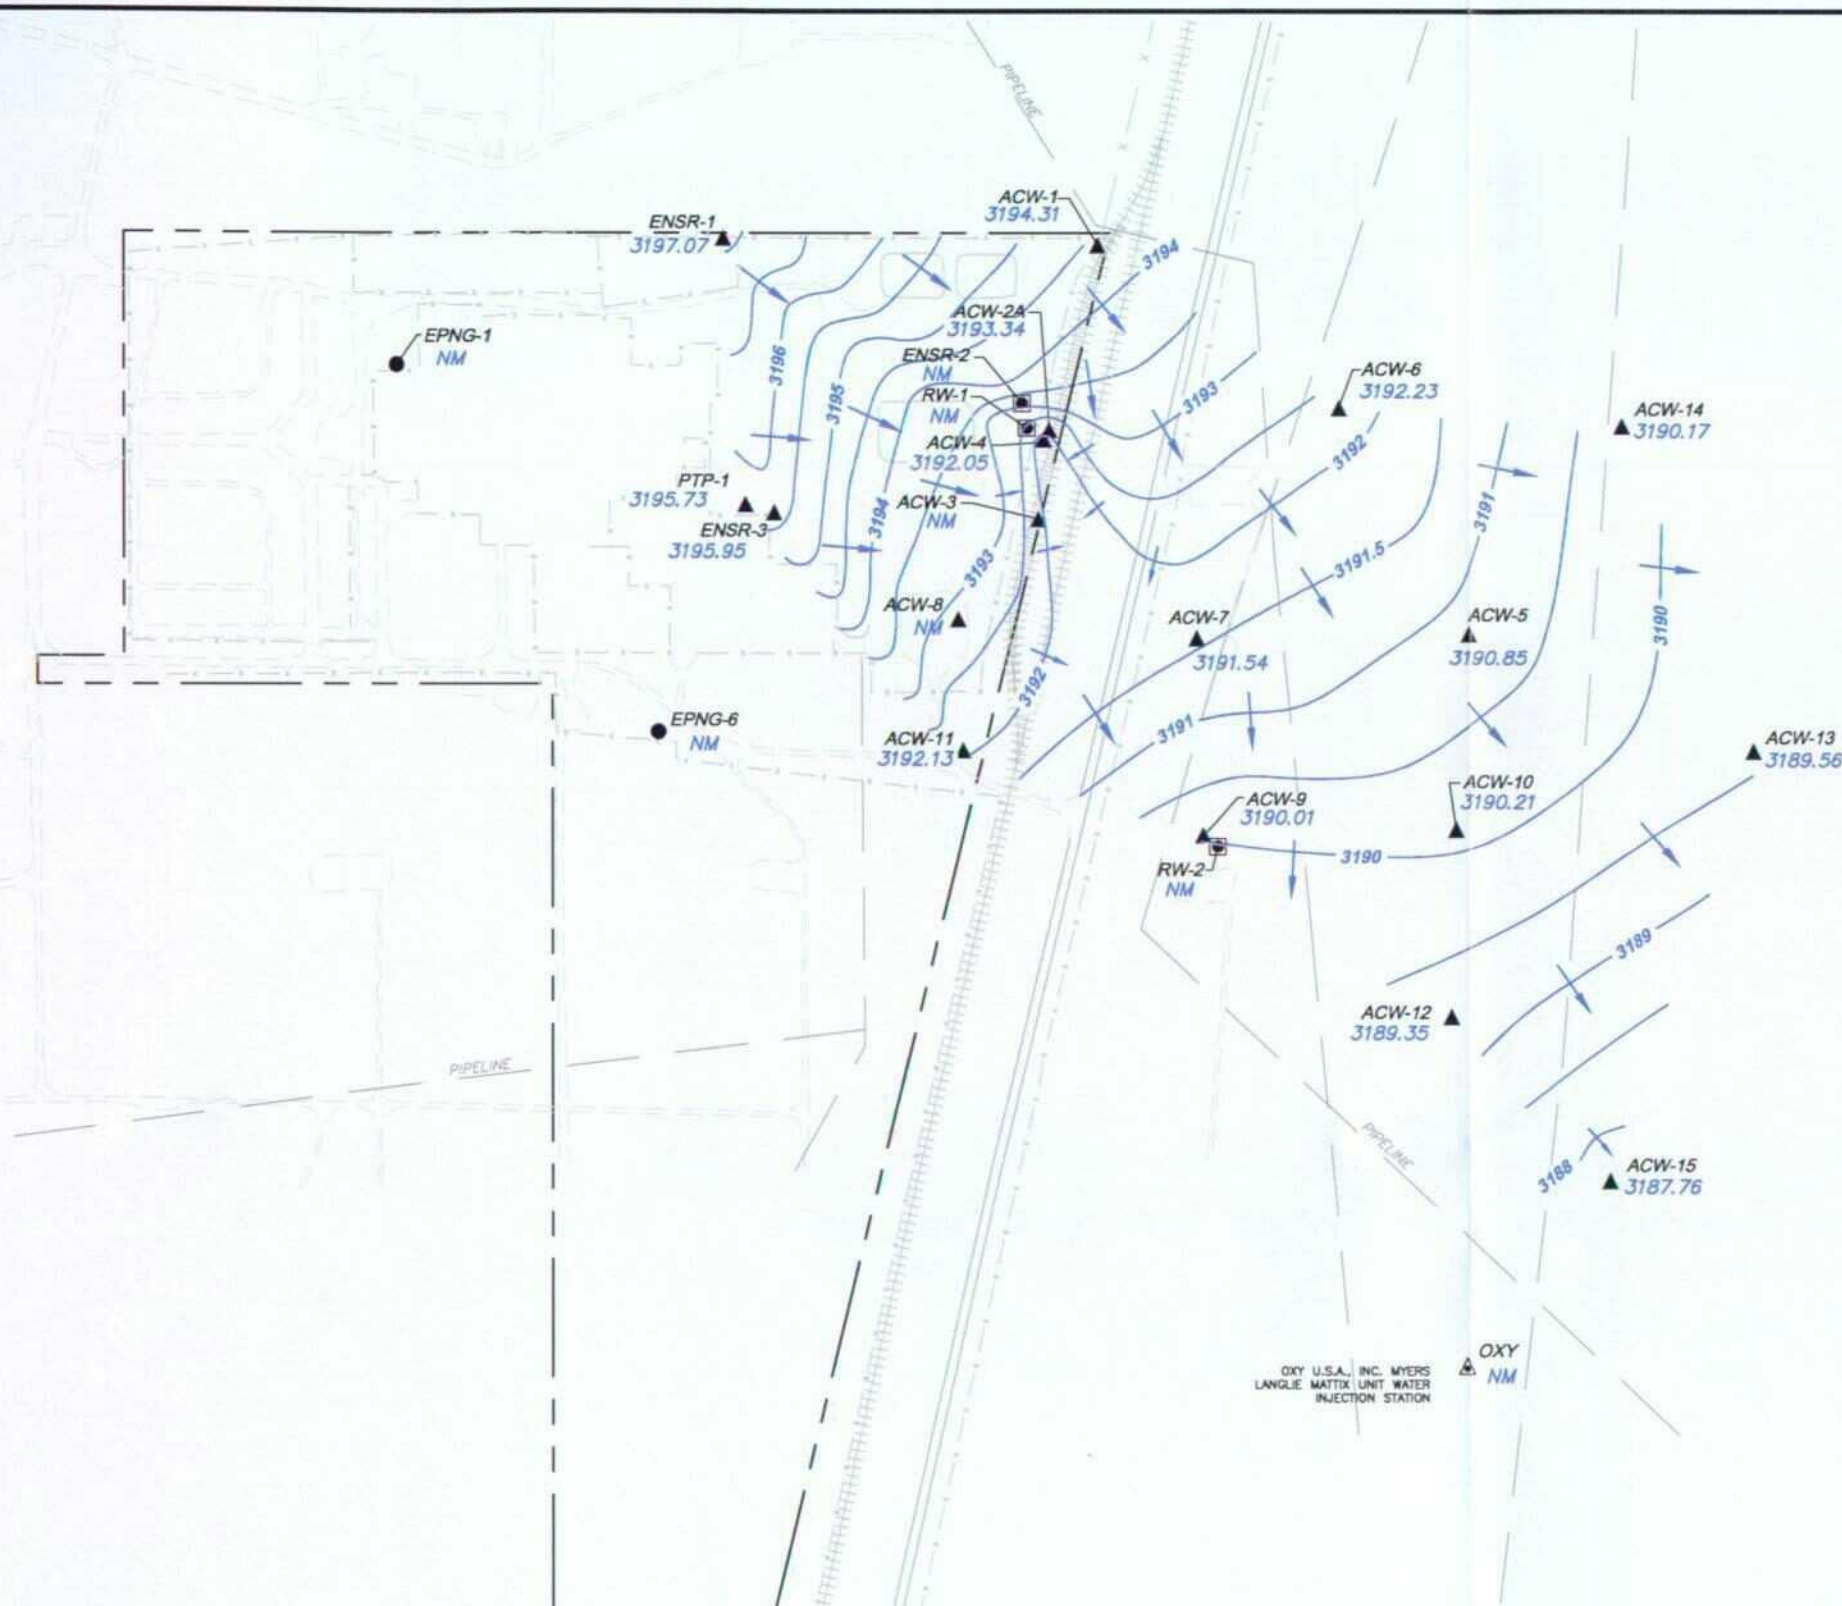 PIPELINE
ACW-1
3194.31
ENSR-1
3197.07
3194
ACW-2A
3193.34
EPNG-1
NM
ENSR-2
NM
3196
3195
RW-1
NM
3193
ACW-6
3192.23
ACW-14
3190.17
ACW-4
3192.05
3192
PTP-1
3195.73
ENSR-3
3195.95
ACW-3
NM
3194
3191
3191.5
3193
ACW-8
NM
ACW-7
3191.54
ACW-5
3190.85
3190
3192
EPNG-6
NM
ACW-11
3192.13
3191
ACW-13
3189.56
ACW-9
3190.01
ACW-10
3190.21
RW-2
NM
3190
3189
ACW-12
3189.35
PIPELINE
PIPELINE
3188
ACW-15
3187.76
OXY
NM
OXY U.S.A., INC. MYERS
LANGLIE MATTIX UNIT WATER
INJECTION STATION